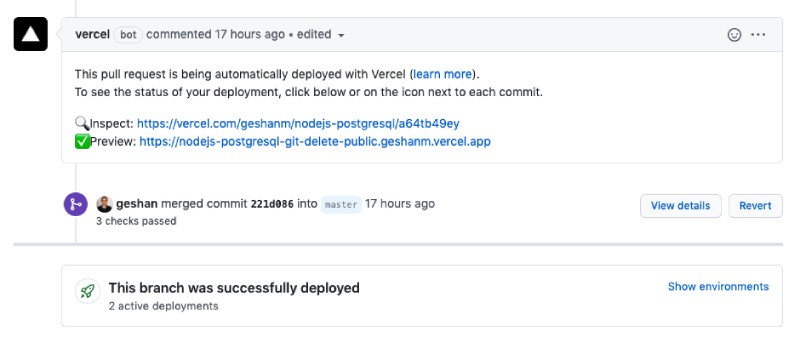 vercel bot commented 17 hours ago • edited
This pull request is being automatically deployed with Vercel (learn more).
To see the status of your deployment, click below or on the icon next to each commit.
🔍Inspect: https://vercel.com/geshanm/nodejs-postgresql/a64tb49ey
✅Preview: https://nodejs-postgresql-git-delete-public.geshanm.vercel.app
geshan merged commit 221d086 into master 17 hours ago
View details
Revert
3 checks passed
This branch was successfully deployed
Show environments
2 active deployments